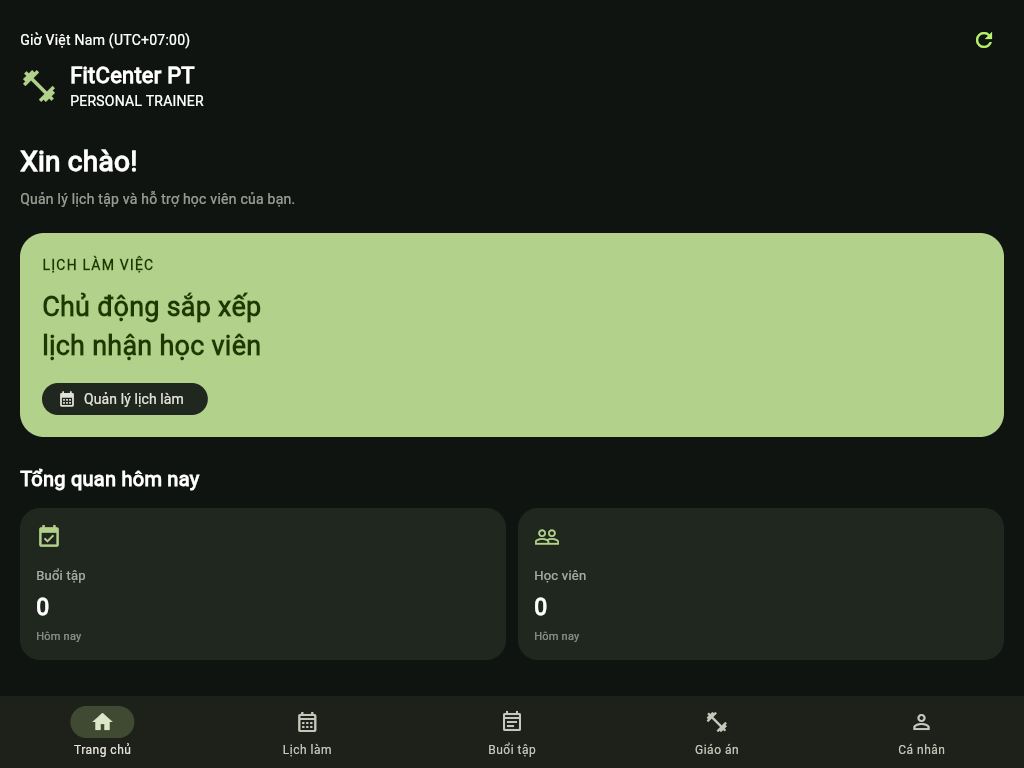 Giờ Việt Nam (UTC+07:00)
FitCenter PT
PERSONAL TRAINER
Xin chào!
Quản lý lịch tập và hỗ trợ học viên của bạn.
LỊCH LÀM VIỆC
Chủ động sắp xếp
lịch nhận học viên
Quản lý lịch làm
Tổng quan hôm nay
Buổi tập
0
Hôm nay
Học viên
0
Hôm nay
Trang chủ
Lịch làm
Buổi tập
Giáo án
Cá nhân